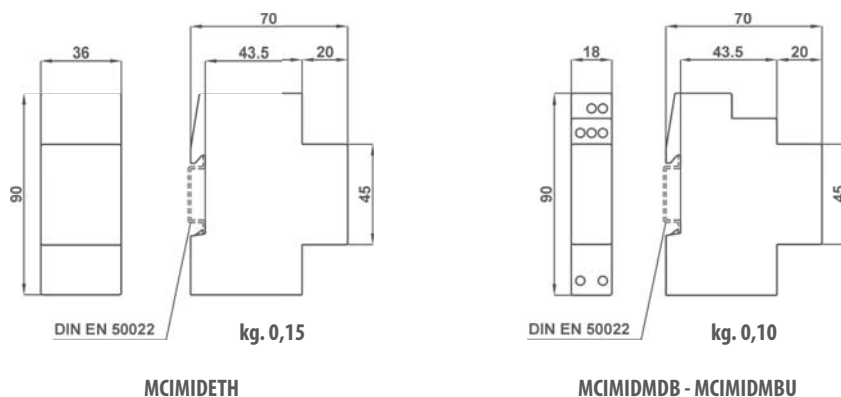 70
36
43.5
20
90
45
DIN EN 50022
kg. 0,15
MCIMIDETH
70
18
43.5
20
90
45
DIN EN 50022
kg. 0,10
MCIMIDMDB - MCIMIDMBU